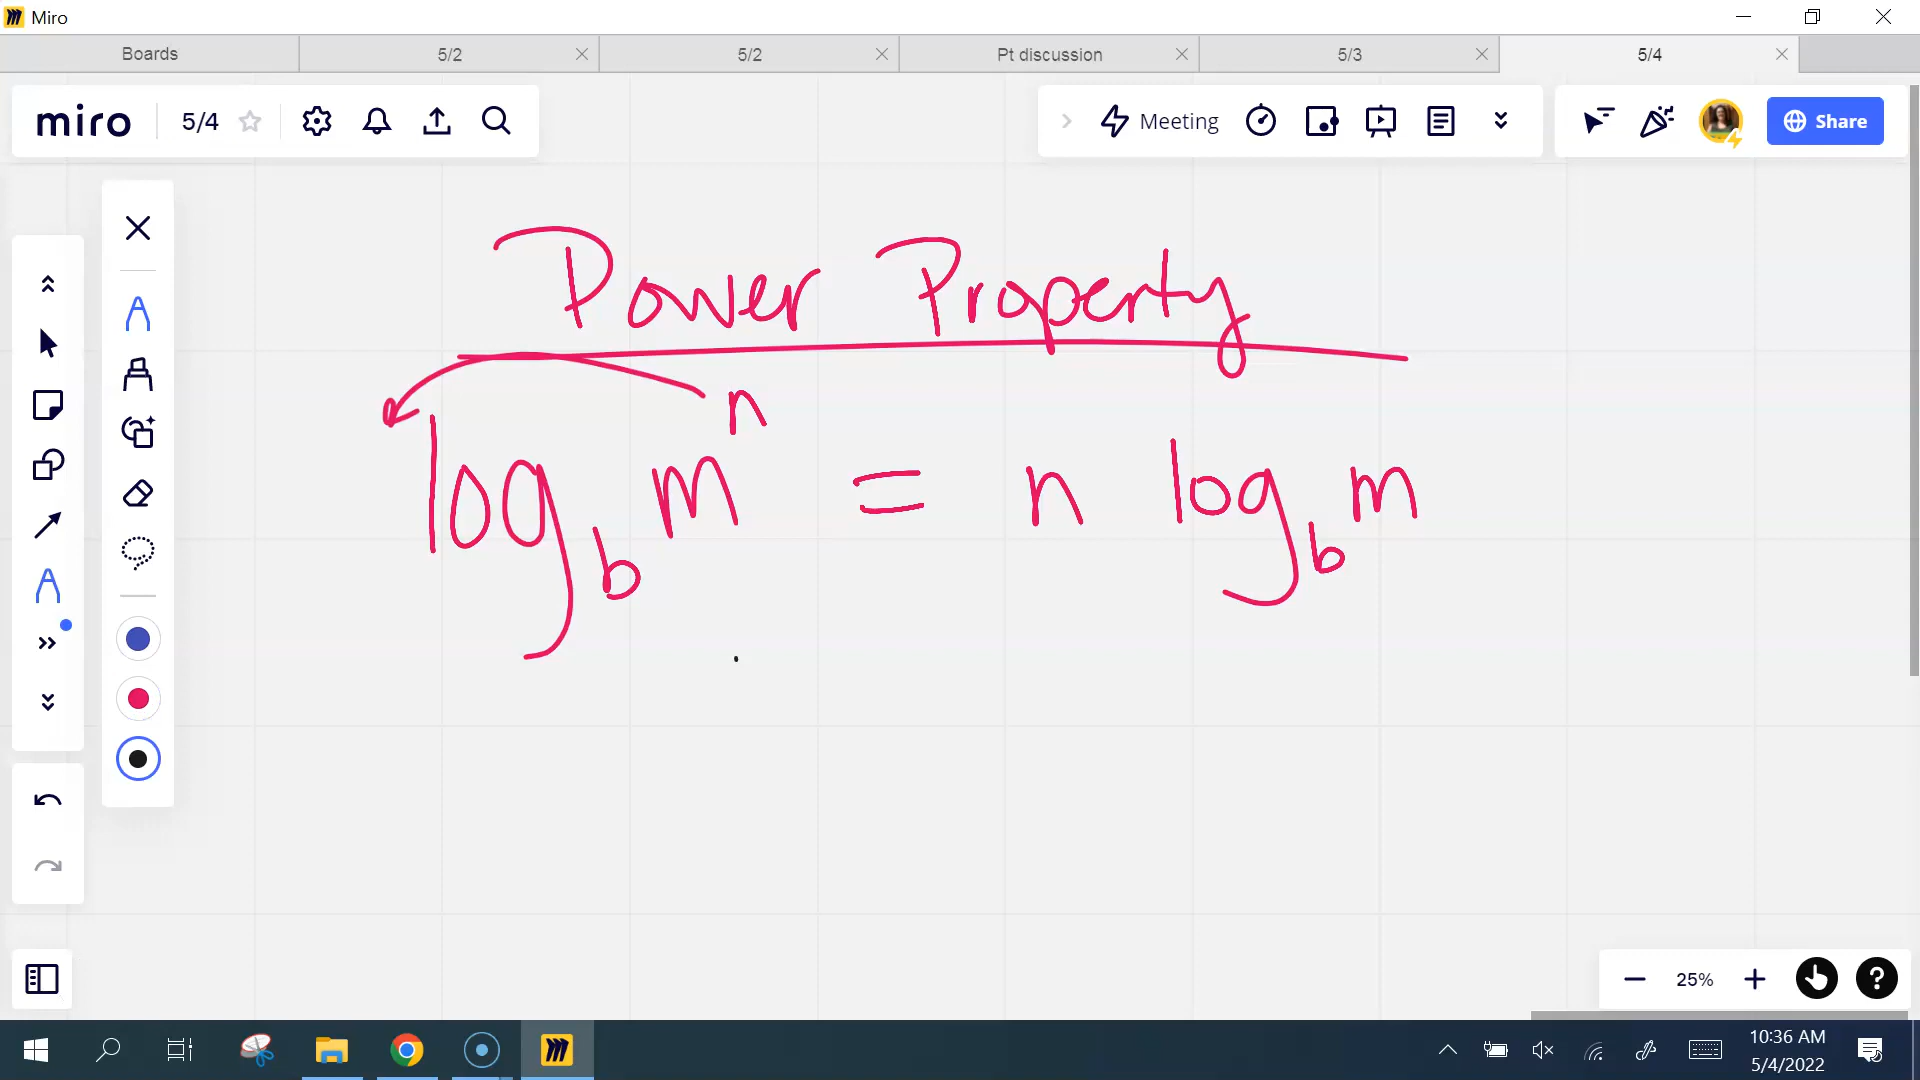 Miro
Boards 5/2 5/2 Pt discussion 5/3 5/4
miro 5/4 Meeting Share
Power Property
log_b m^n = n log_b m
25%
10:36 AM
5/4/2022